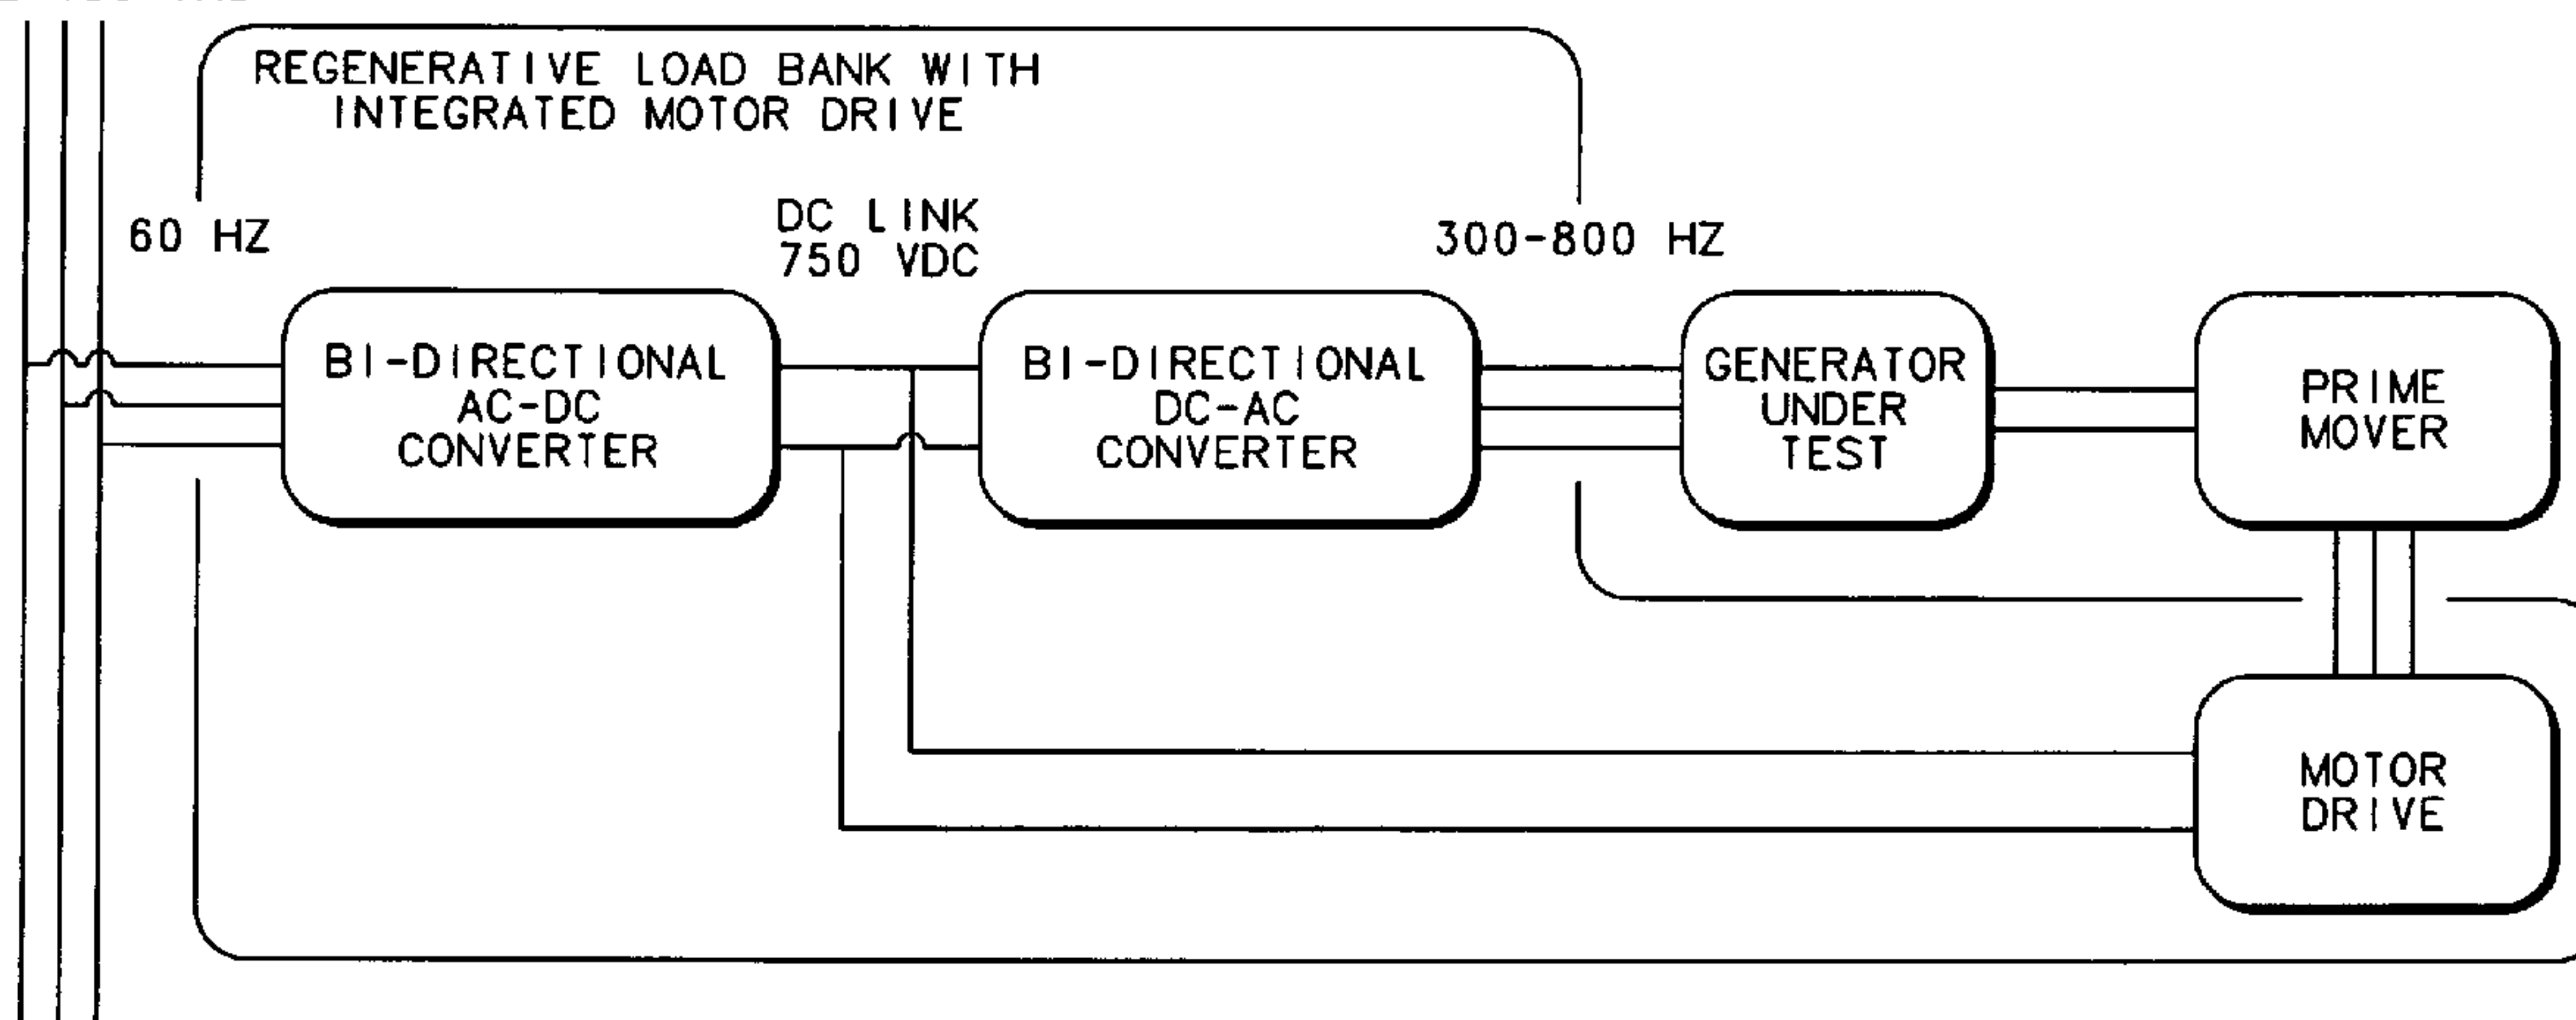 REGENERATIVE LOAD BANK WITH
INTEGRATED MOTOR DRIVE
60 HZ
DC LINK
750 VDC
300-800 HZ
BI-DIRECTIONAL
AC-DC
CONVERTER
BI-DIRECTIONAL
DC-AC
CONVERTER
GENERATOR
UNDER
TEST
PRIME
MOVER
MOTOR
DRIVE